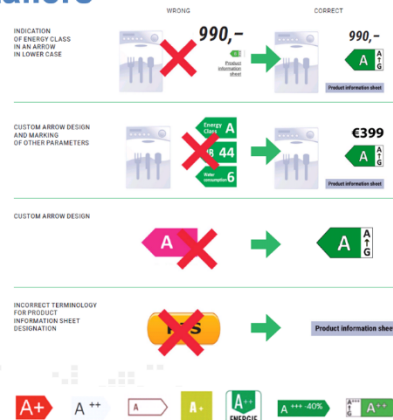 WRONG
CORRECT
INDICATION
OF ENERGY CLASS
IN AN ARROW
IN LOWER CASE
990,–
Product
information
sheet
990,–
A
A
↑
G
Product information sheet
CUSTOM ARROW DESIGN
AND MARKING
OF OTHER PARAMETERS
Energy
Class A
44
Water
consumption 6
€399
A
A
↑
G
Product information sheet
CUSTOM ARROW DESIGN
A
A
A
↑
G
INCORRECT TERMINOLOGY
FOR PRODUCT
INFORMATION SHEET
DESIGNATION
Product information shee
A+
A ++
A
A+
A++
ENERGIE
A +++ -40%
A++